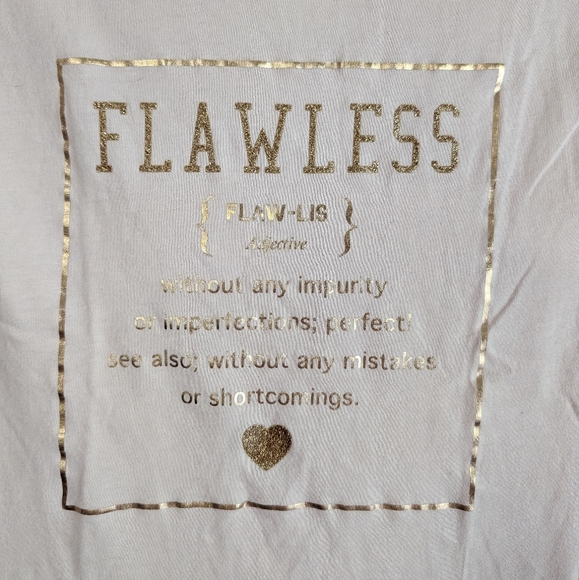 FLAWLESS
{ FLAW-LIS }
Adjective
without any impurity
or imperfections; perfect!
see also; without any mistakes
or shortcomings.